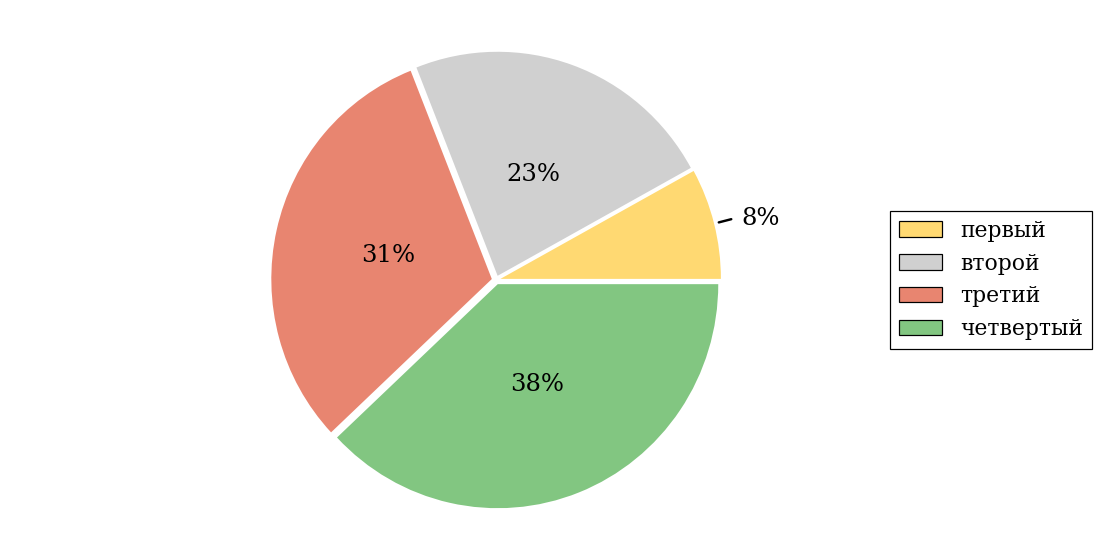 23%
8%
31%
38%
первый
второй
третий
четвертый